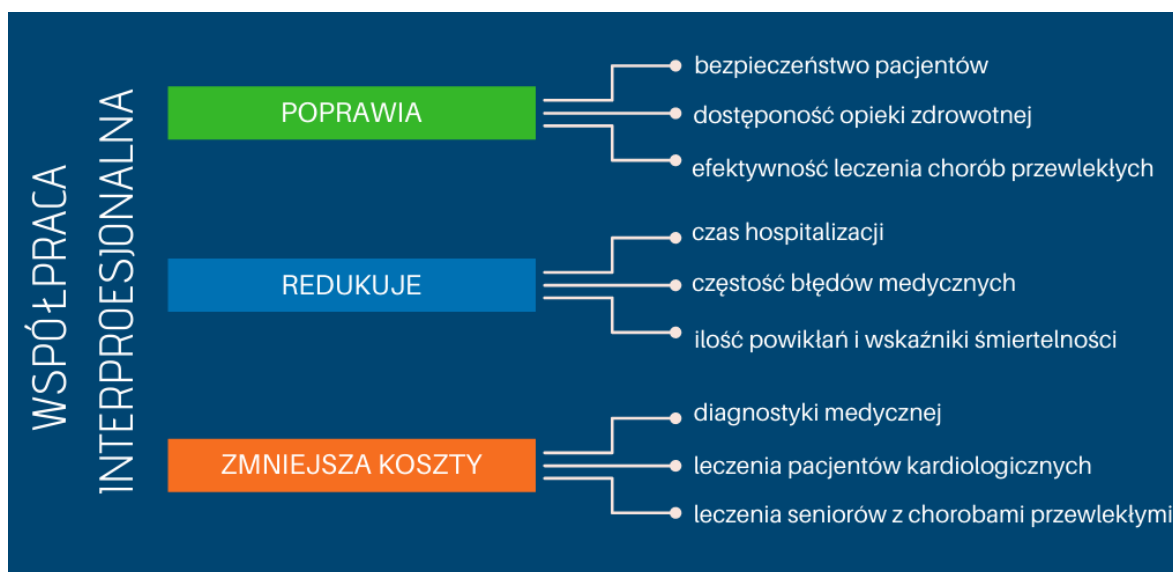 WSPÓŁPRACA
INTERPROESJONALNA
POPRAWIA
bezpieczeństwo pacjentów
dostęponość opieki zdrowotnej
efektywność leczenia chorób przewlekłych
REDUKUJE
czas hospitalizacji
częstość błędów medycznych
ilość powikłań i wskaźniki śmiertelności
ZMNIEJSZA KOSZTY
diagnostyki medycznej
leczenia pacjentów kardiologicznych
leczenia seniorów z chorobami przewlekłymi